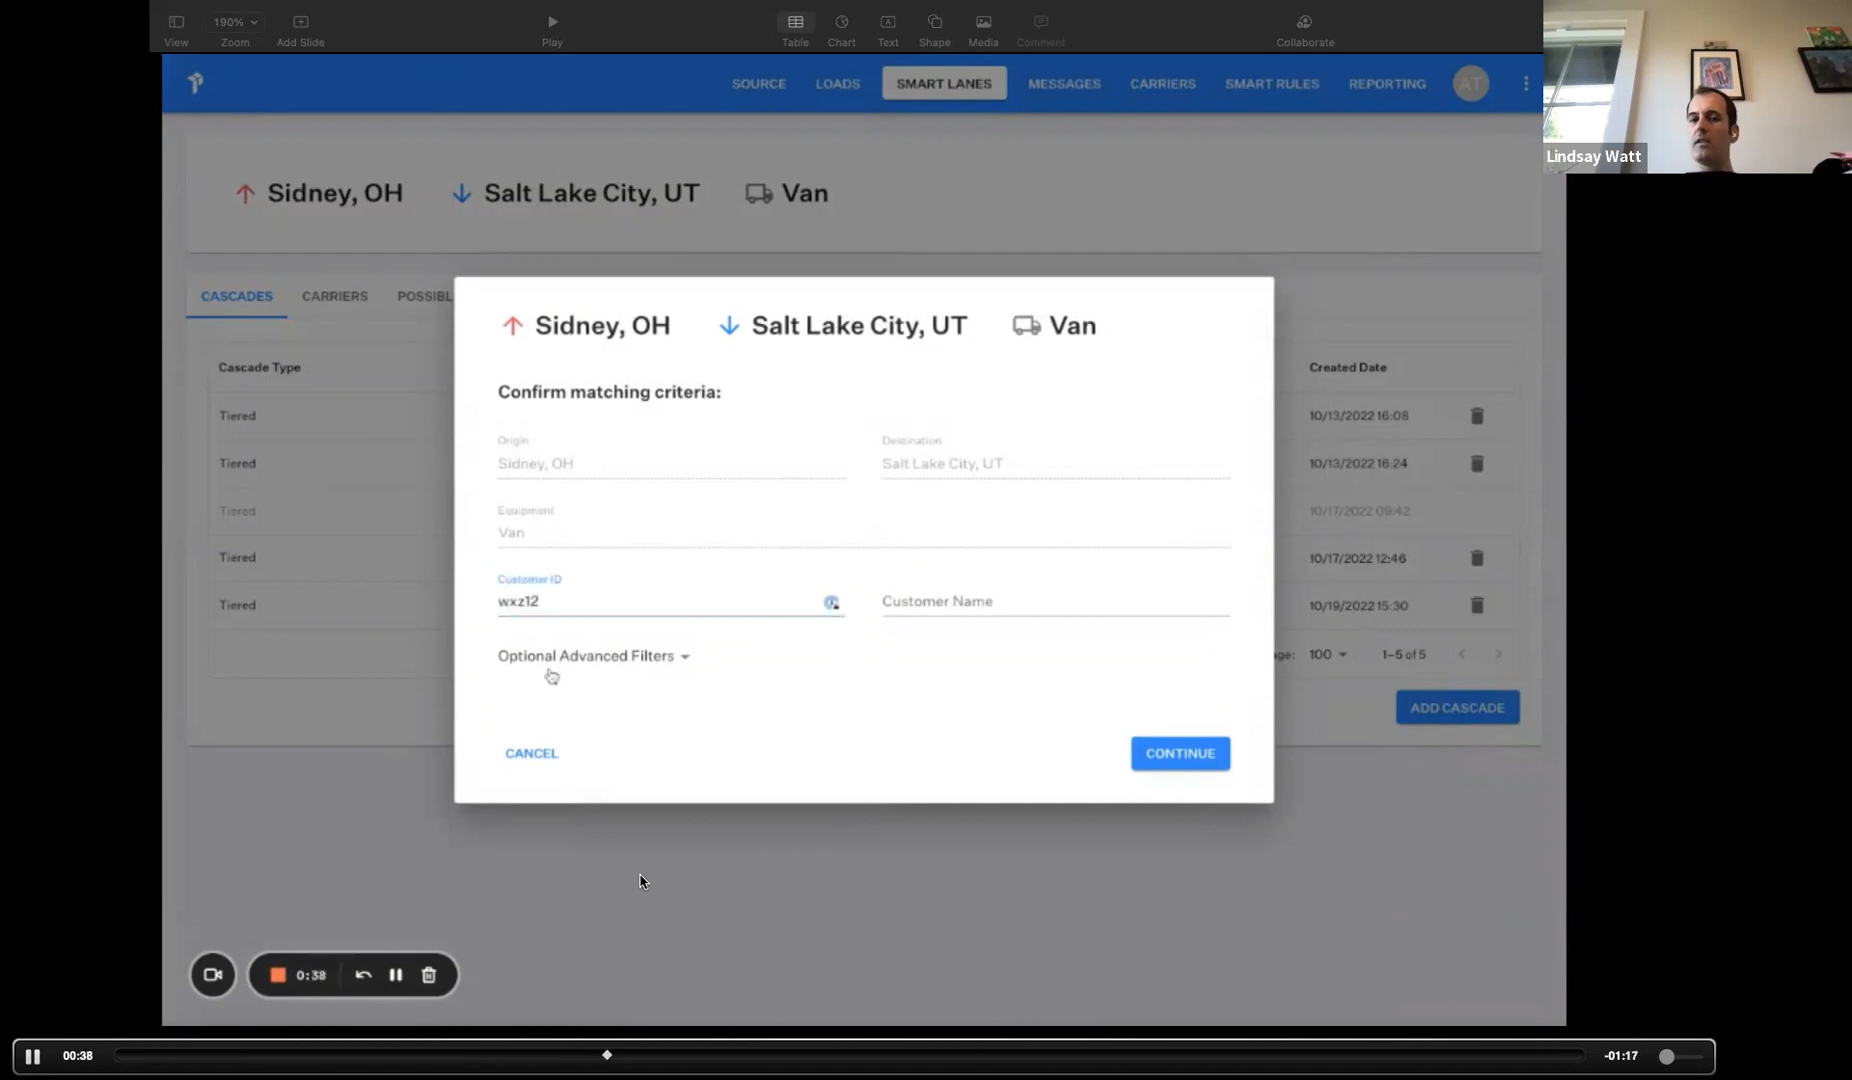 190%
View
Zoom
Add Slide
Play
Table
Chart
Text
Shape
Media
Comment
Collaborate
SOURCE
LOADS
SMART LANES
MESSAGES
CARRIERS
SMART RULES
REPORTING
AT
Lindsay Watt
Sidney, OH
Salt Lake City, UT
Van
CASCADES
CARRIERS
POSSIBL
Cascade Type
Created Date
Tiered
10/13/2022 16:08
Tiered
10/13/2022 16:24
Tiered
10/17/2022 09:42
Tiered
10/17/2022 12:46
Tiered
10/19/2022 15:30
ge:
100
1-5 of 5
ADD CASCADE
Sidney, OH
Salt Lake City, UT
Van
Confirm matching criteria:
Origin
Destination
Sidney, OH
Salt Lake City, UT
Equipment
Van
Customer ID
wxz12
Customer Name
Optional Advanced Filters
CANCEL
CONTINUE
0:38
00:38
-01:17